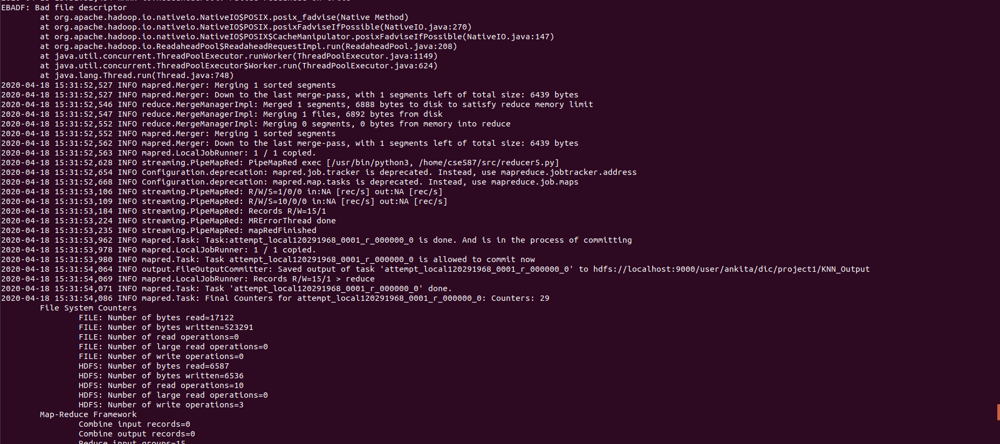 EBADF: Bad file descriptor
at org.apache.hadoop.io.nativeio.NativeIO$POSIX.posix_fadvise(Native Method)
at org.apache.hadoop.io.nativeio.NativeIO$POSIX.posixFadviseIfPossible(NativeIO.java:270)
at org.apache.hadoop.io.nativeio.NativeIO$POSIX$CacheManipulator.posixFadviseIfPossible(NativeIO.java:147)
at org.apache.hadoop.io.ReadaheadPool$ReadaheadRequestImpl.run(ReadaheadPool.java:208)
at java.util.concurrent.ThreadPoolExecutor.runWorker(ThreadPoolExecutor.java:1149)
at java.util.concurrent.ThreadPoolExecutor$Worker.run(ThreadPoolExecutor.java:624)
at java.lang.Thread.run(Thread.java:748)
2020-04-18 15:31:52,527 INFO mapred.Merger: Merging 1 sorted segments
2020-04-18 15:31:52,527 INFO mapred.Merger: Down to the last merge-pass, with 1 segments left of total size: 6439 bytes
2020-04-18 15:31:52,546 INFO reduce.MergeManagerImpl: Merged 1 segments, 6888 bytes to disk to satisfy reduce memory limit
2020-04-18 15:31:52,547 INFO reduce.MergeManagerImpl: Merging 1 files, 6892 bytes from disk
2020-04-18 15:31:52,552 INFO reduce.MergeManagerImpl: Merging 0 segments, 0 bytes from memory into reduce
2020-04-18 15:31:52,552 INFO mapred.Merger: Merging 1 sorted segments
2020-04-18 15:31:52,562 INFO mapred.Merger: Down to the last merge-pass, with 1 segments left of total size: 6439 bytes
2020-04-18 15:31:52,563 INFO mapred.LocalJobRunner: 1 / 1 copied.
2020-04-18 15:31:52,628 INFO streaming.PipeMapRed: PipeMapRed exec [/usr/bin/python3, /home/cse587/src/reducer5.py]
2020-04-18 15:31:52,654 INFO Configuration.deprecation: mapred.job.tracker is deprecated. Instead, use mapreduce.jobtracker.address
2020-04-18 15:31:52,668 INFO Configuration.deprecation: mapred.map.tasks is deprecated. Instead, use mapreduce.job.maps
2020-04-18 15:31:53,106 INFO streaming.PipeMapRed: R/W/S=1/0/0 in:NA [rec/s] out:NA [rec/s]
2020-04-18 15:31:53,109 INFO streaming.PipeMapRed: R/W/S=10/0/0 in:NA [rec/s] out:NA [rec/s]
2020-04-18 15:31:53,184 INFO streaming.PipeMapRed: Records R/W=15/1
2020-04-18 15:31:53,224 INFO streaming.PipeMapRed: MRErrorThread done
2020-04-18 15:31:53,235 INFO streaming.PipeMapRed: mapRedFinished
2020-04-18 15:31:53,962 INFO mapred.Task: Task:attempt_local120291968_0001_r_000000_0 is done. And is in the process of committing
2020-04-18 15:31:53,978 INFO mapred.LocalJobRunner: 1 / 1 copied.
2020-04-18 15:31:53,980 INFO mapred.Task: Task attempt_local120291968_0001_r_000000_0 is allowed to commit now
2020-04-18 15:31:54,064 INFO output.FileOutputCommitter: Saved output of task 'attempt_local120291968_0001_r_000000_0' to hdfs://localhost:9000/user/ankita/dic/project1/KNN_Output
2020-04-18 15:31:54,069 INFO mapred.LocalJobRunner: Records R/W=15/1 > reduce
2020-04-18 15:31:54,071 INFO mapred.Task: Task 'attempt_local120291968_0001_r_000000_0' done.
2020-04-18 15:31:54,086 INFO mapred.Task: Final Counters for attempt_local120291968_0001_r_000000_0: Counters: 29
File System Counters
FILE: Number of bytes read=17122
FILE: Number of bytes written=523291
FILE: Number of read operations=0
FILE: Number of large read operations=0
FILE: Number of write operations=0
HDFS: Number of bytes read=6587
HDFS: Number of bytes written=6536
HDFS: Number of read operations=10
HDFS: Number of large read operations=0
HDFS: Number of write operations=3
Map-Reduce Framework
Combine input records=0
Combine output records=0
Reduce input groups=15